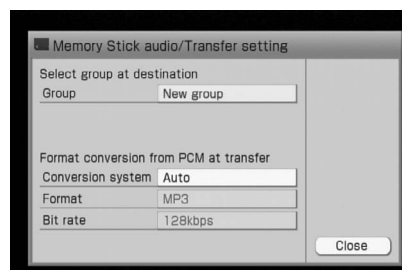 Memory Stick audio/Transfer setting
Select group at destination
Group New group
Format conversion from PCM at transfer
Conversion system Auto
Format MP3
Bit rate 128kbps
Close